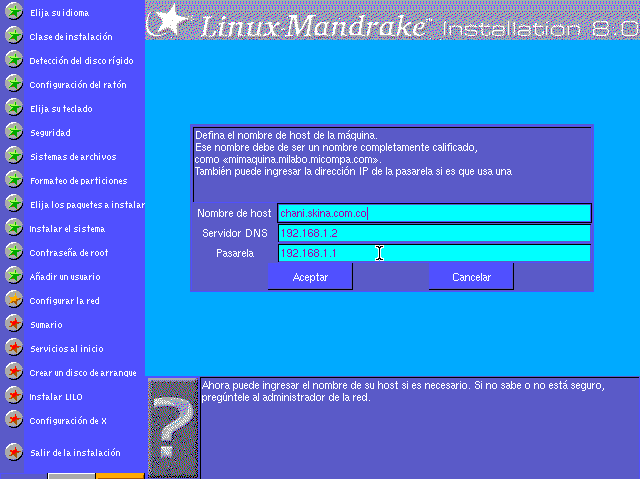 Elija su idioma
Clase de instalación
Detección del disco rígido
Configuración del ratón
Elija su teclado
Seguridad
Sistemas de archivos
Formateo de particiones
Elija los paquetes a instalar
Instalar el sistema
Contraseña de root
Añadir un usuario
Configurar la red
Sumario
Servicios al inicio
Crear un disco de arranque
Instalar LILO
Configuración de X
Salir de la instalación
Linux Mandrake™ Installation 8.0
Defina el nombre de host de la máquina.
Ese nombre debe de ser un nombre completamente calificado,
como «mimaquina.milabo.micompa.com».
También puede ingresar la dirección IP de la pasarela si es que usa una
Nombre de host chani.skina.com.co
Servidor DNS 192.168.1.2
Pasarela 192.168.1.1
Aceptar Cancelar
Ahora puede ingresar el nombre de su host si es necesario. Si no sabe o no está seguro,
pregúntele al administrador de la red.